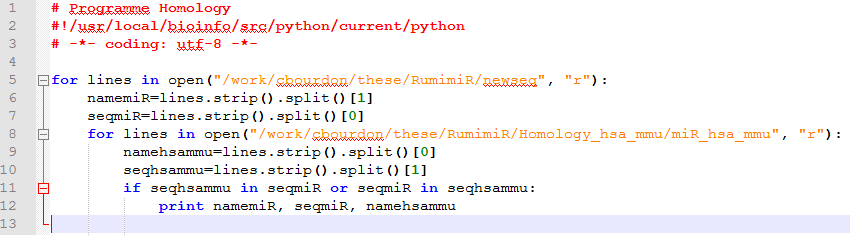 1 # Programme Homology
2 #!/usr/local/bioinfo/src/python/current/python
3 # -*- coding: utf-8 -*-
4
5 for lines in open("/work/cbourdon/these/RumimiR/newseq", "r"):
6 namemiR=lines.strip().split()[1]
7 seqmiR=lines.strip().split()[0]
8 for lines in open("/work/cbourdon/these/RumimiR/Homology_hsa_mmu/miR_hsa_mmu", "r"):
9 namehsammu=lines.strip().split()[0]
10 seqhsammu=lines.strip().split()[1]
11 if seqhsammu in seqmiR or seqmiR in seqhsammu:
12 print namemiR, seqmiR, namehsammu
13